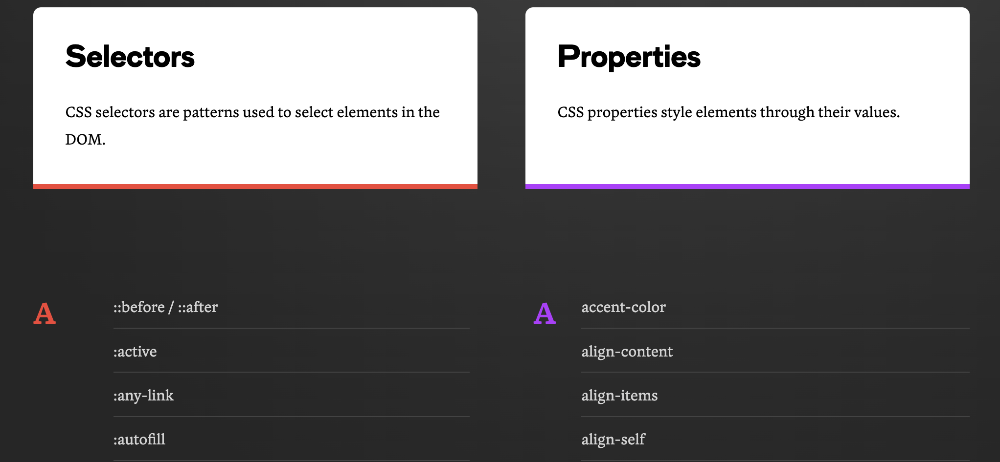 Selectors
CSS selectors are patterns used to select elements in the
DOM.
Properties
CSS properties style elements through their values.
A
::before / ::after
:active
:any-link
:autofill
A
accent-color
align-content
align-items
align-self